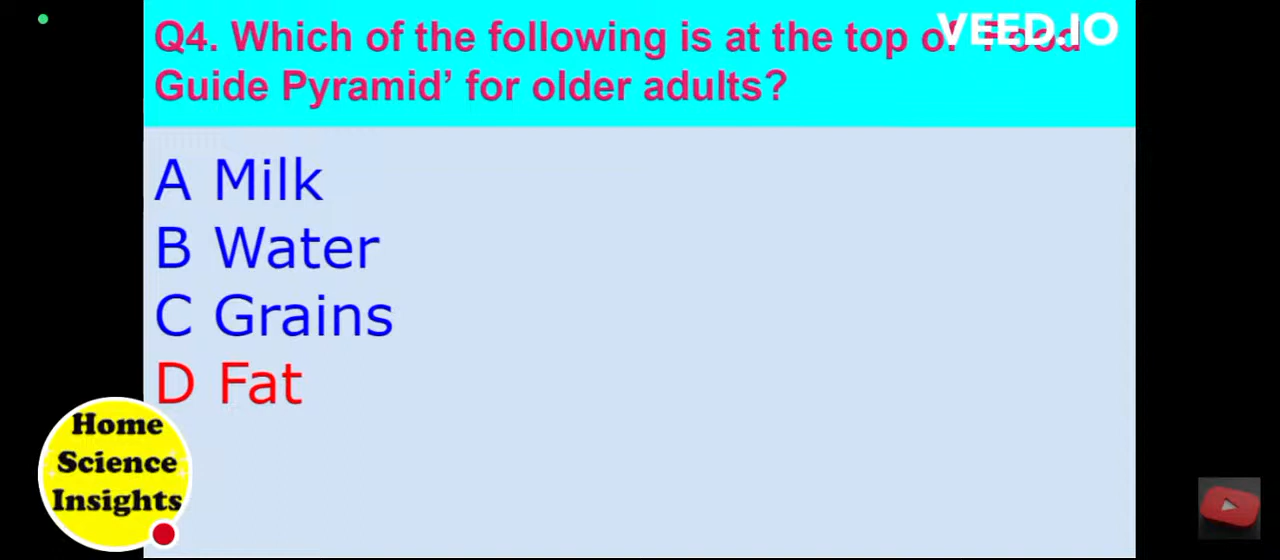 Q4. Which of the following is at the top of 'Food
VEED.IO
Guide Pyramid' for older adults?
A Milk
B Water
C Grains
D Fat
Home
Science
Insights